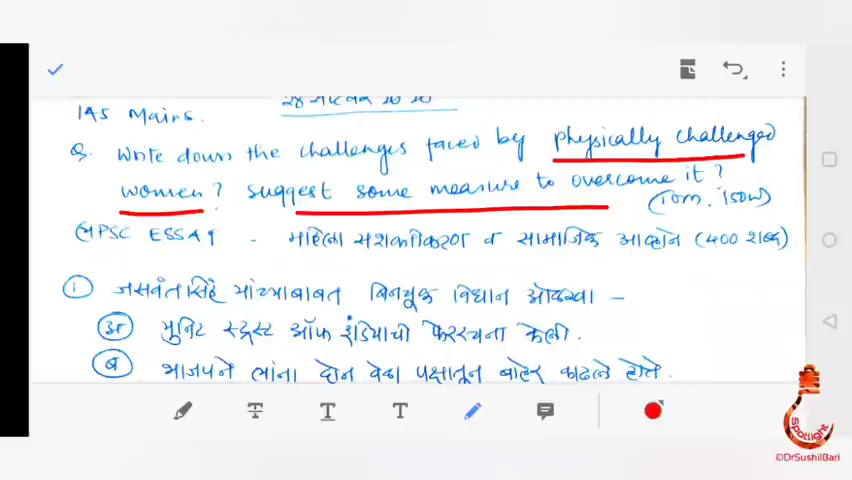 IAS Mains.
Q. Write down the challenges faced by physically challenged
women? suggest some measure to overcome it?
(10m. 150W)
MPSC ESSAY - महिला सशक्तीकरण व सामाजिक आव्हान (400 शब्द)
① जसवंतसिंह यांच्याबाबत बिनचूक विधान ओळखा -
अ युनिट ट्रस्ट ऑफ इंडियाची फेररचना केली.
ब भाजपने त्यांना दोन वेळा पक्षातून बाहेर काढले होते.
T T T
Spotlight
©DrSushilBari